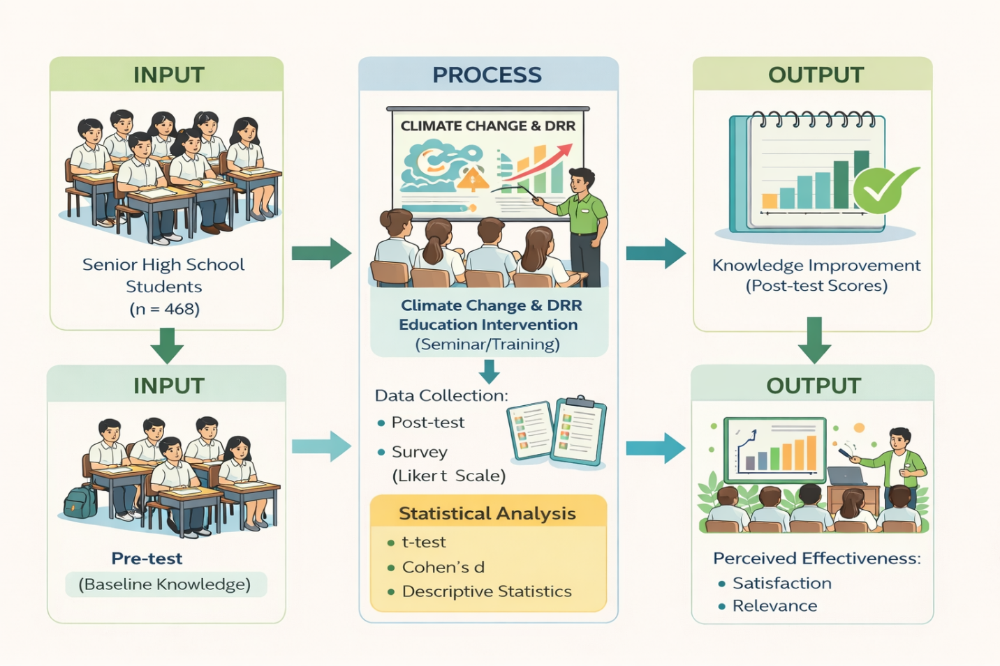 INPUT
Senior High School
Students
(n = 468)
INPUT
Pre-test
(Baseline Knowledge)
PROCESS
CLIMATE CHANGE & DRR
Climate Change & DRR
Education Intervention
(Seminar/Training)
Data Collection:
• Post-test
• Survey
(Likert Scale)
Statistical Analysis
• t-test
• Cohen's d
• Descriptive Statistics
OUTPUT
Knowledge Improvement
(Post-test Scores)
OUTPUT
Perceived Effectiveness:
• Satisfaction
• Relevance